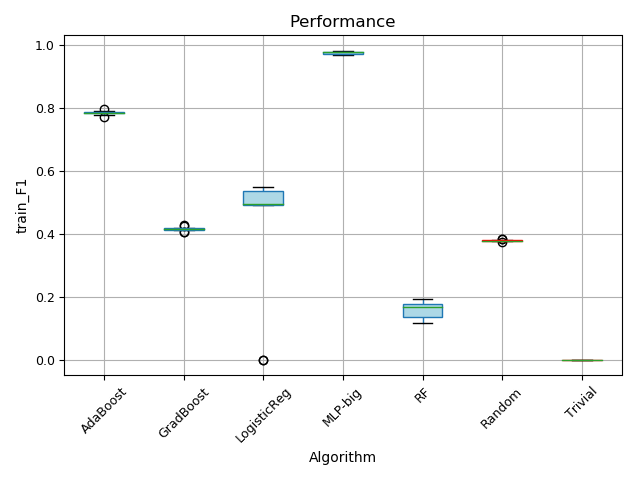 Performance
train_F1
1.0
0.8
0.6
0.4
0.2
0.0
AdaBoost
GradBoost
LogisticReg
MLP-big
RF
Random
Trivial
Algorithm